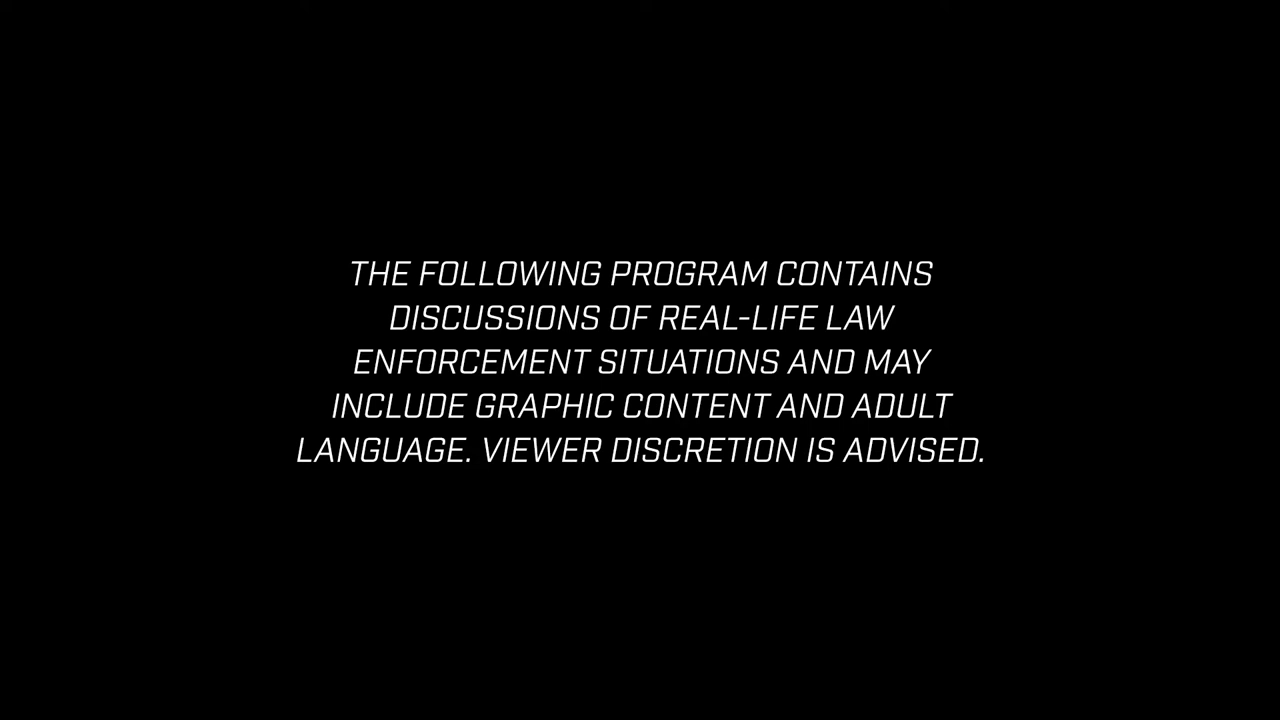 THE FOLLOWING PROGRAM CONTAINS
DISCUSSIONS OF REAL-LIFE LAW
ENFORCEMENT SITUATIONS AND MAY
INCLUDE GRAPHIC CONTENT AND ADULT
LANGUAGE. VIEWER DISCRETION IS ADVISED.